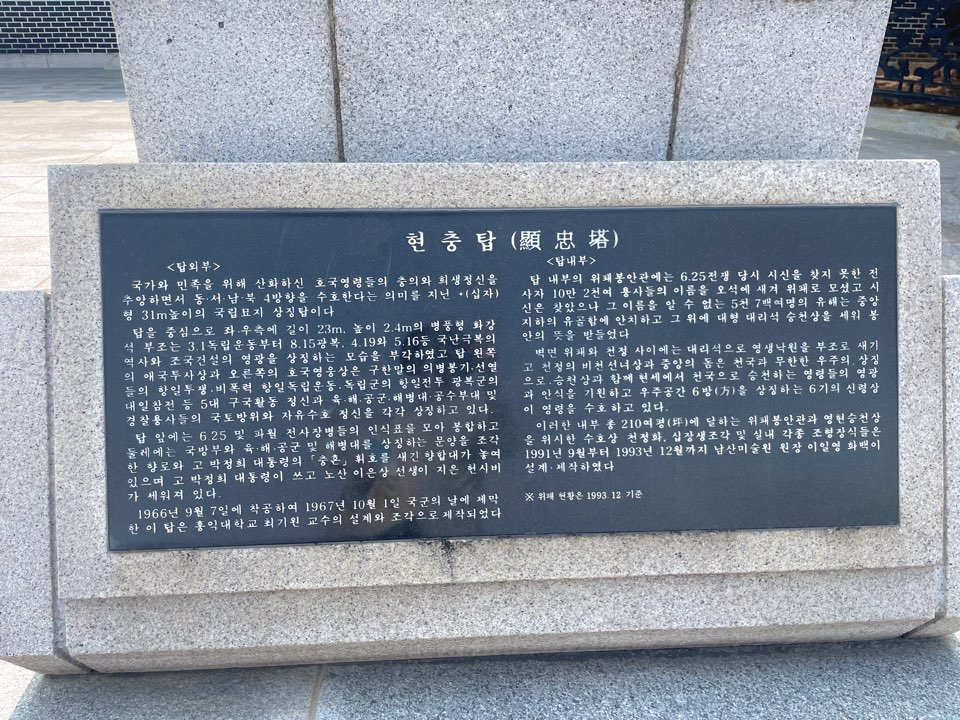 현충탑 (顯忠塔)
<탑외부>
국가와 민족을 위해 산화하신 호국영령들의 충의와 희생정신을
추앙하면서 동·서·남·북 4방향을 수호한다는 의미를 지닌 +(십자)
형 31m높이의 국립묘지 상징탑이다
탑을 중심으로 좌·우측에 길이 23m, 높이 2.4m의 병풍형 화강
석 부조는 3.1독립운동부터 8.15광복, 4.19와 5.16등 국난극복의
역사와 조국건설의 영광을 상징하는 모습을 부각하였고 탑 왼쪽
의 애국투사상과 오른쪽의 호국영웅상은 구한말의 의병봉기·선열
들의 항일투쟁·비폭력 항일독립운동·독립군의 항일전투 광복군의
대일참전 등 5대 구국활동 정신과 육·해·공군·해병대·공수부대 및
경찰용사들의 국토방위와 자유수호 정신을 각각 상징하고 있다.
탑 앞에는 6·25 및 파월 전사장병들의 인식표를 모아 봉합하고
둘레에는 국방부와 육·해·공군 및 해병대를 상징하는 문양을 조각
한 향로와 고 박정희 대통령의 「충혼」 휘호를 새긴 향합대가 놓여
있으며 고 박정희 대통령이 쓰고 노산 이은상 선생이 지은 헌시비
가 세워져 있다.
1966년 9월 7일에 착공하여 1967년 10월 1일 국군의 날에 제막
한 이 탑은 홍익대학교 최기원 교수의 설계와 조각으로 제작되었다
<탑내부>
탑 내부의 위패봉안관에는 6.25전쟁 당시 시신을 찾지 못한 전
사자 10만 2천여 용사들의 이름을 오석에 새겨 위패로 모셨고 시
신은 찾았으나 그 이름을 알 수 없는 5천 7백여명의 유해는 중앙
지하의 유골함에 안치하고 그 위에 대형 대리석 승천상을 세워 봉
안의 뜻을 받들었다
벽면 위패와 천정 사이에는 대리석으로 영생낙원을 부조로 새기
고 천정의 비천선녀상과 중앙의 돔은 천국과 무한한 우주의, 상징
으로, 승천상과 함께 현세에서 천국으로 승천하는 영령들의 영광
과 안식을 기원하고 우주공간 6방(方)을 상징하는 6기의 신령상
이 영령을 수호하고 있다.
이러한 내부 총 210여평(坪)에 달하는 위패봉안관과 영현승천상
을 위시한 수호상 천정화, 십장생조각 및 실내 각종 조형장식들은
1991년 9월부터 1993년 12월까지 남산미술원 원장 이일영 화백이
설계·제작하였다
※ 위패 현황은 1993. 12 기준